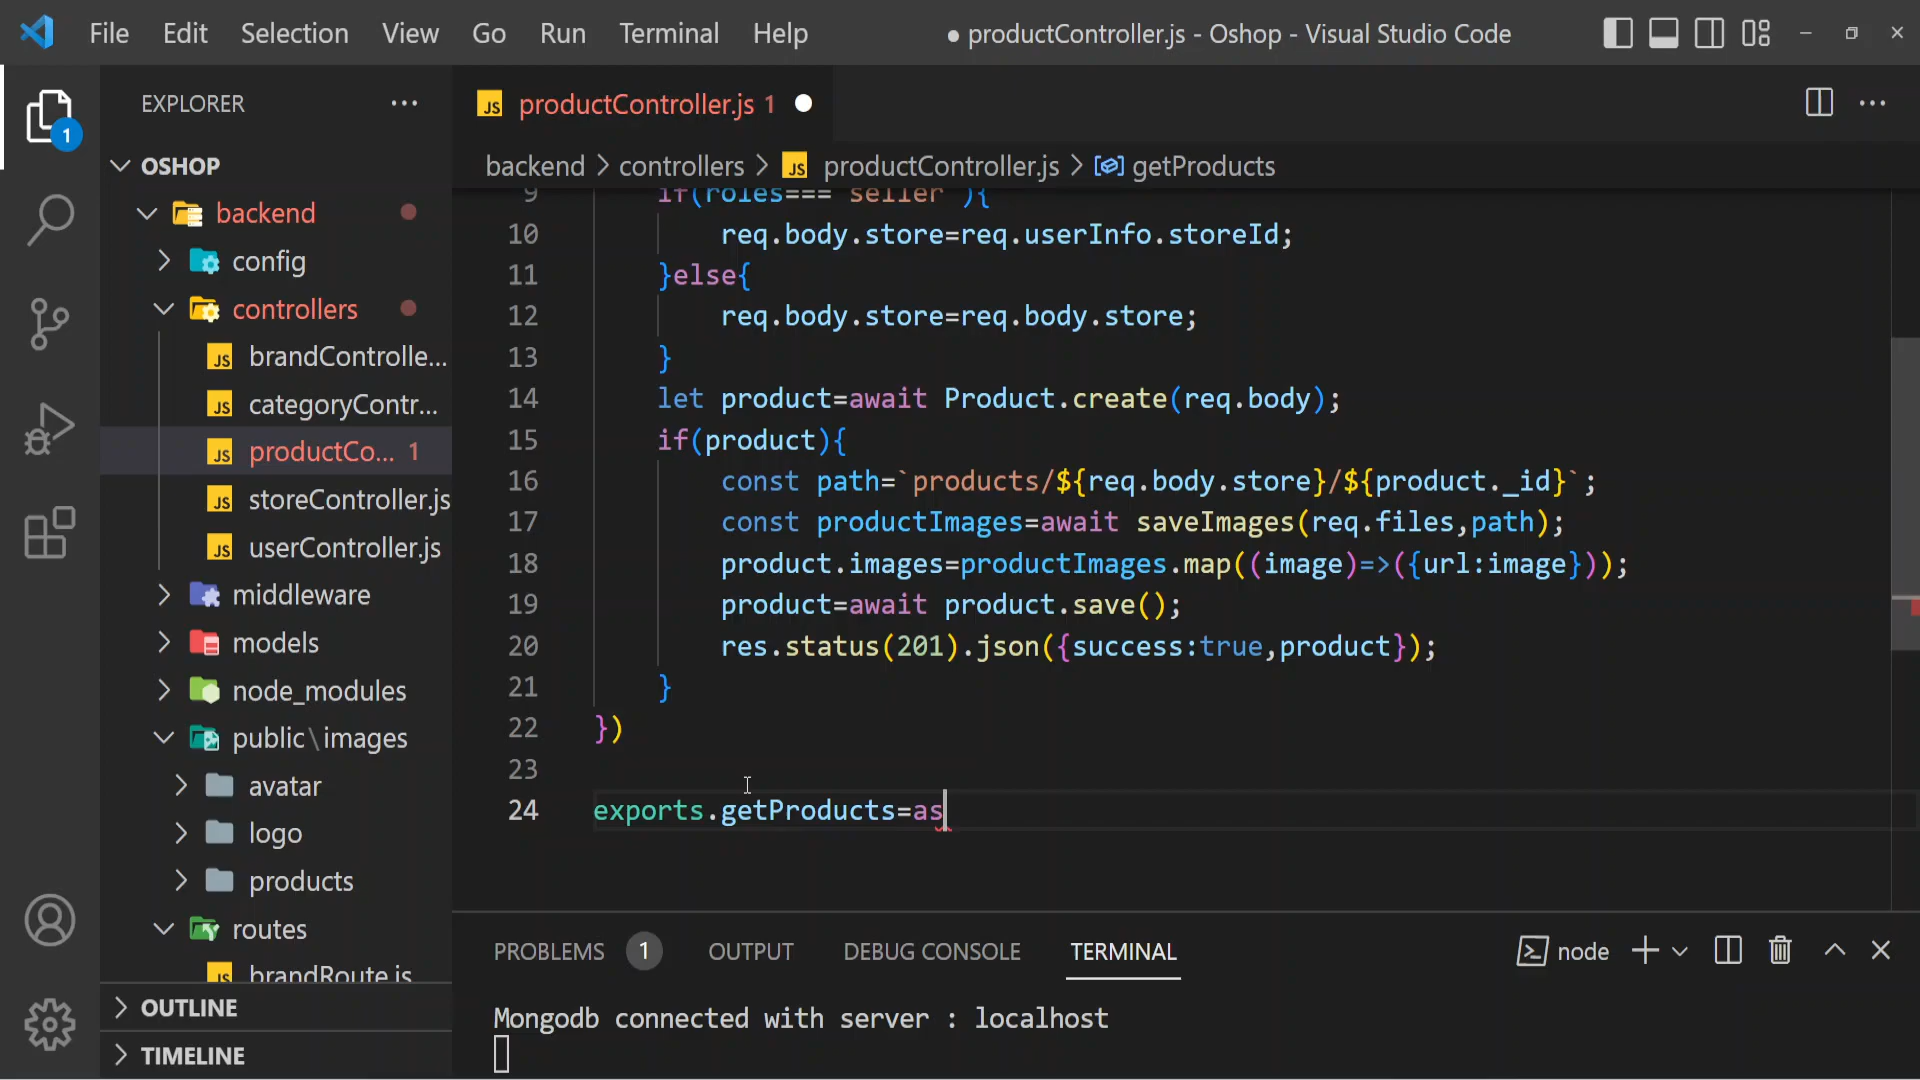 File Edit Selection View Go Run Terminal Help
● productController.js - Oshop - Visual Studio Code
1
EXPLORER
OSHOP
backend
config
controllers
brandControlle...
categoryContr...
productCo... 1
storeController.js
userController.js
middleware
models
node_modules
public\images
avatar
logo
products
routes
brandRoute.js
OUTLINE
TIMELINE
JS productController.js 1
backend > controllers > JS productController.js > getProducts
9 if(roles==="seller"){
10 req.body.store=req.userInfo.storeId;
11 }else{
12 req.body.store=req.body.store;
13 }
14 let product=await Product.create(req.body);
15 if(product){
16 const path=`products/${req.body.store}/${product._id}`;
17 const productImages=await saveImages(req.files,path);
18 product.images=productImages.map((image)=>({url:image}));
19 product=await product.save();
20 res.status(201).json({success:true,product});
21 }
22 })
23
24 exports.getProducts=as
PROBLEMS 1 OUTPUT DEBUG CONSOLE TERMINAL
node
Mongodb connected with server : localhost